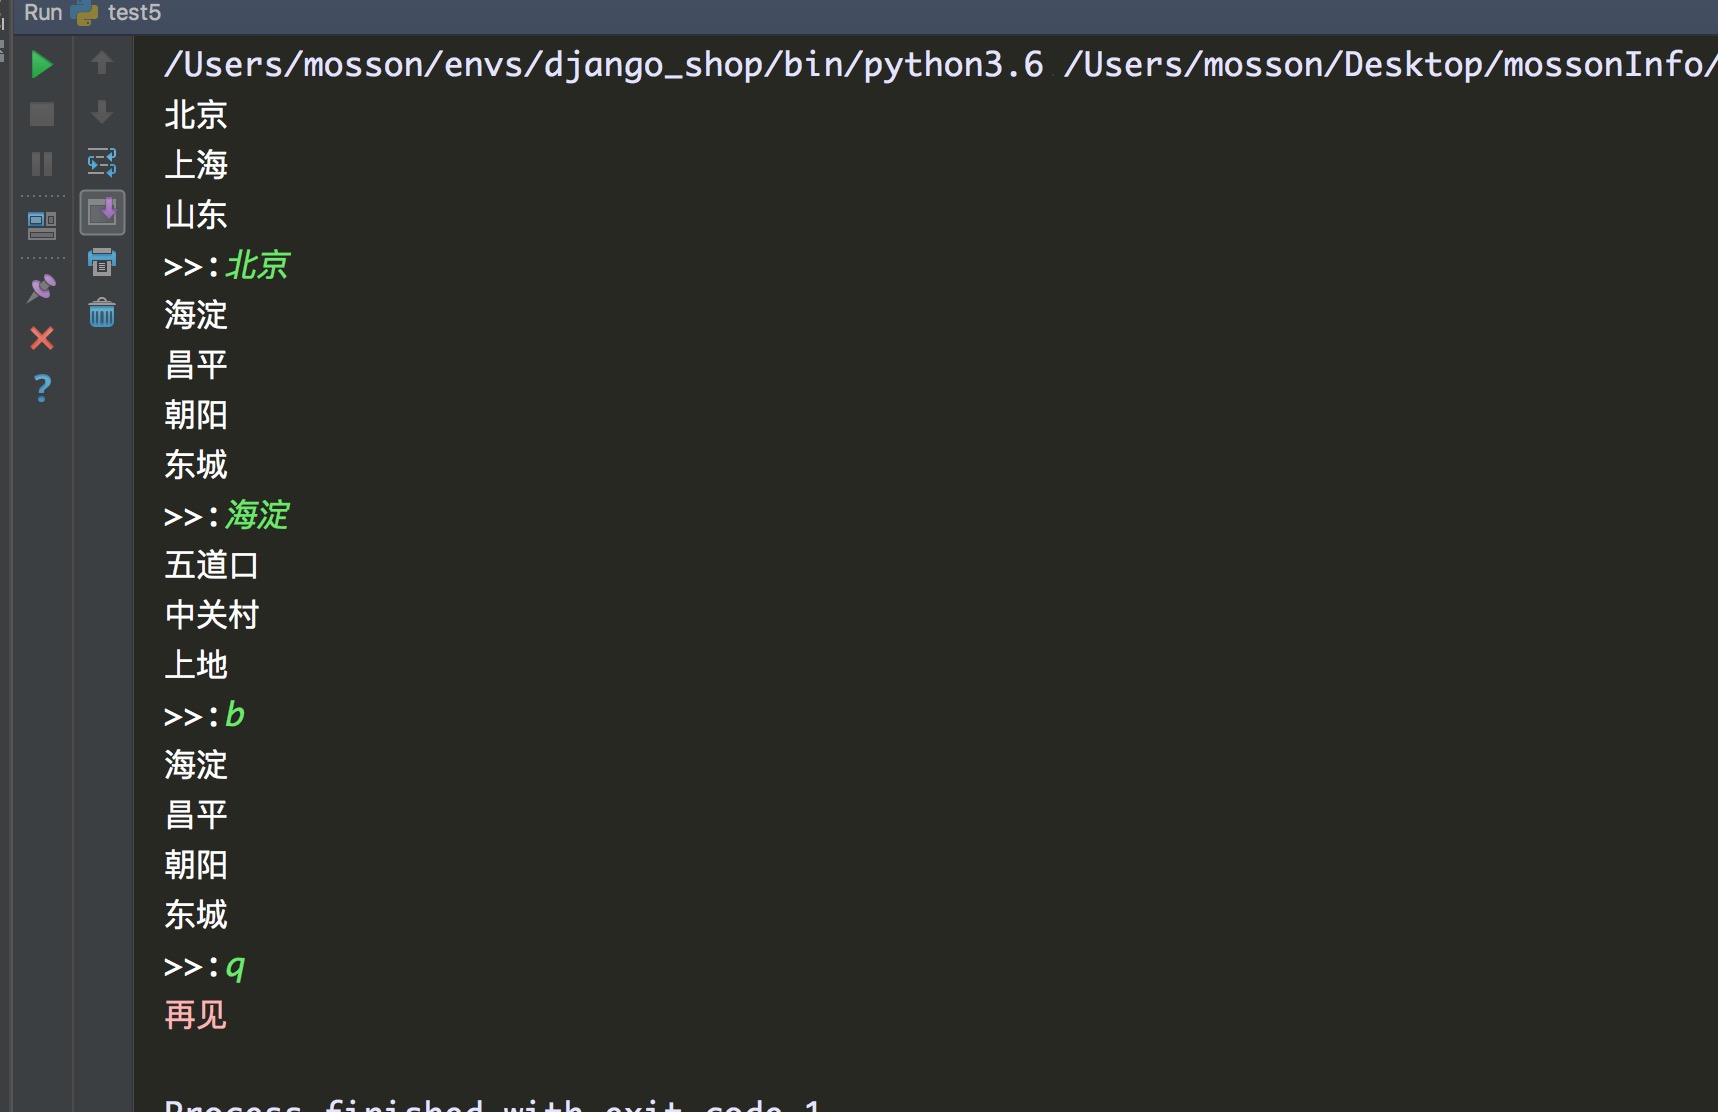 Run test5
/Users/mosson/envs/django_shop/bin/python3.6 /Users/mosson/Desktop/mossonInfo/
北京
上海
山东
>>:北京
海淀
昌平
朝阳
东城
>>:海淀
五道口
中关村
上地
>>:b
海淀
昌平
朝阳
东城
>>:q
再见
Process finished with exit code 1